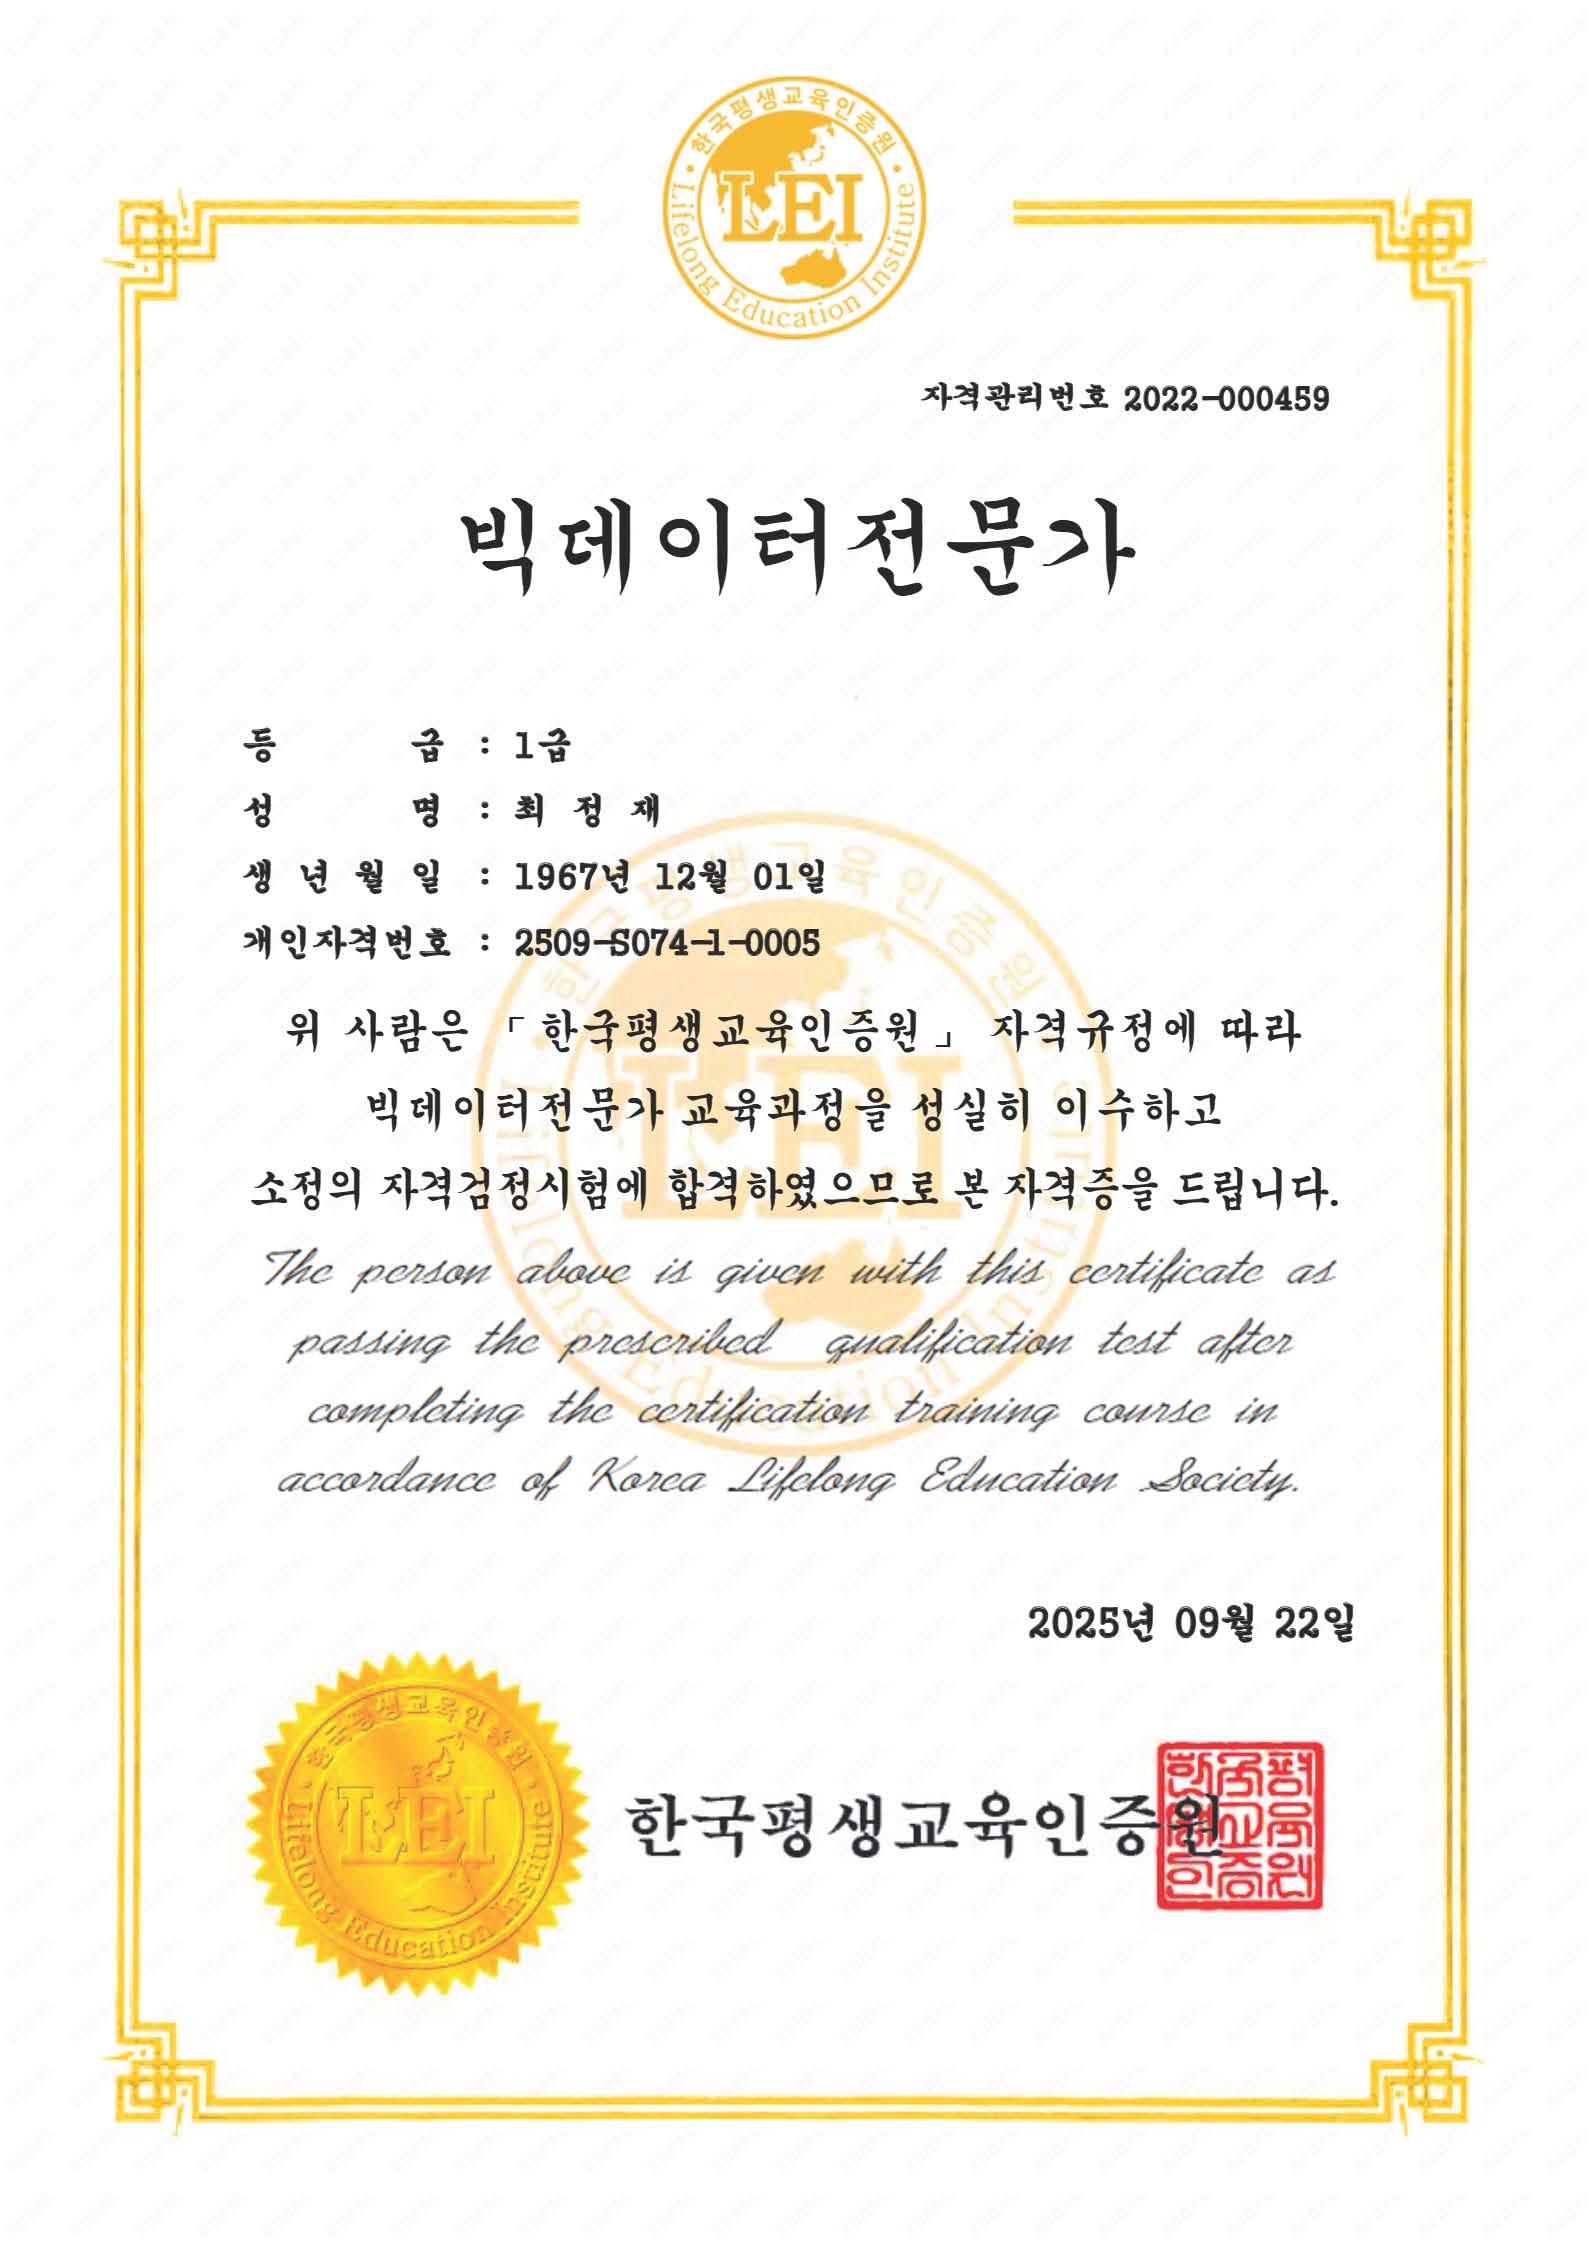 한국평생교육인증원
LEI
Lifelong Education Institute
자격관리번호 2022-000459
빅데이터전문가
등 급 : 1급
성 명 : 최 정 재
생 년 월 일 : 1967년 12월 01일
개인자격번호 : 2509-S074-1-0005
위 사람은 「한국평생교육인증원」 자격규정에 따라
빅데이터전문가 교육과정을 성실히 이수하고
소정의 자격검정시험에 합격하였으므로 본 자격증을 드립니다.
The person above is given with this certificate as
passing the prescribed qualification test after
completing the certification training course in
accordance of Korea Lifelong Education Society.
2025년 09월 22일
한국평생교육인증원
LEI
Lifelong Education Institute
한국평생교육인증원